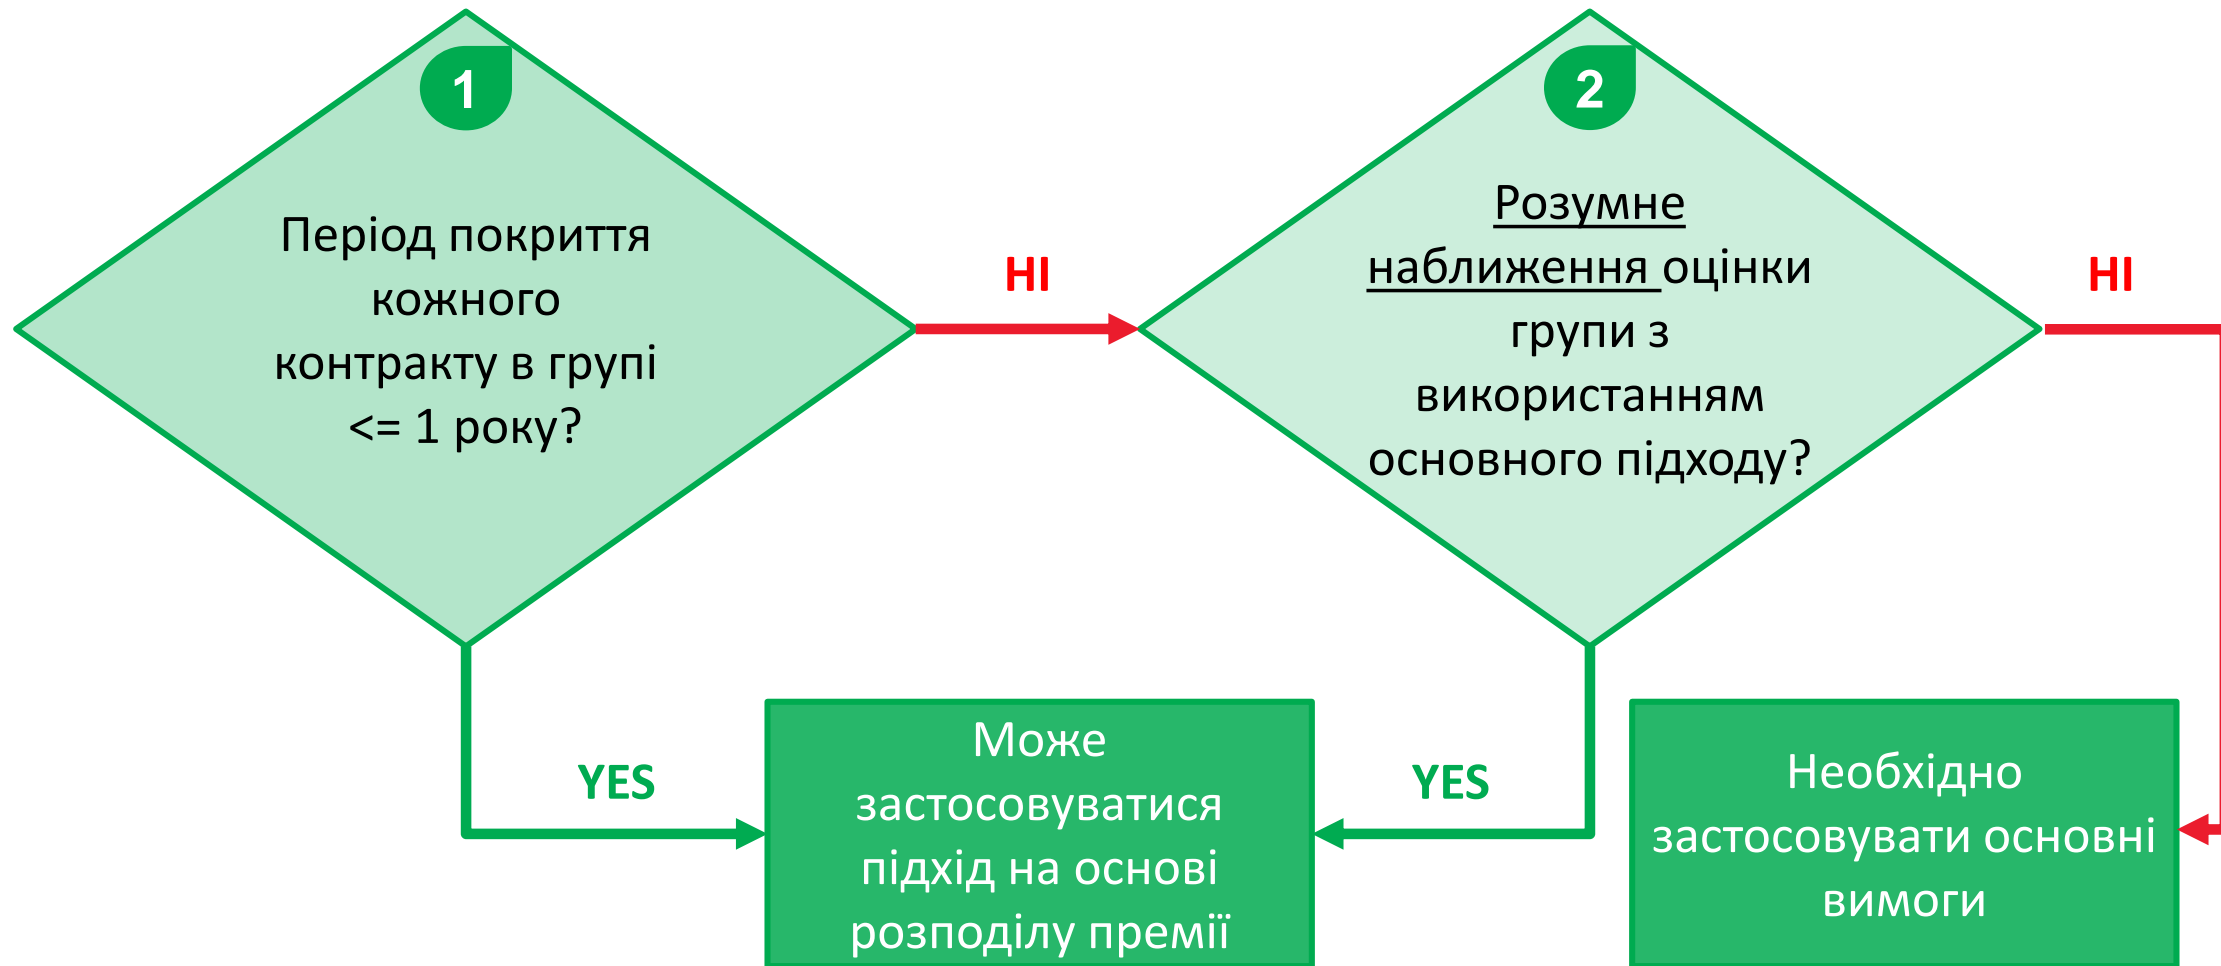 1
Період покриття
кожного
контракту в групі
<= 1 року?
НІ
2
Розумне
наближення оцінки
групи з
використанням
основного підходу?
НІ
YES
Може
застосовуватися
підхід на основі
розподілу премії
YES
Необхідно
застосовувати основні
вимоги